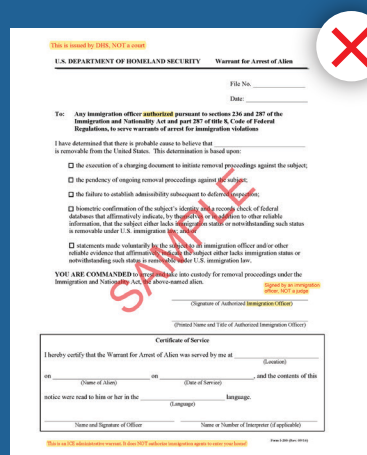 This is issued by DHS, NOT a court
U.S. DEPARTMENT OF HOMELAND SECURITY Warrant for Arrest of Alien
File No. ________________
Date: ___________________
To: Any immigration officer authorized pursuant to sections 236 and 287 of the
Immigration and Nationality Act and part 287 of title 8, Code of Federal
Regulations, to serve warrants of arrest for immigration violations
I have determined that there is probable cause to believe that ____________________
is removable from the United States. This determination is based upon:
☐ the execution of a charging document to initiate removal proceedings against the subject;
☐ the pendency of ongoing removal proceedings against the subject;
☐ the failure to establish admissibility subsequent to deferred inspection;
☐ biometric confirmation of the subject's identity and a records check of federal
databases that affirmatively indicate, by themselves or in addition to other reliable
information, that the subject either lacks immigration status or notwithstanding such status
is removable under U.S. immigration law; and/or
☐ statements made voluntarily by the subject to an immigration officer and/or other
reliable evidence that affirmatively indicate the subject either lacks immigration status or
notwithstanding such status is removable under U.S. immigration law.
SAMPLE
YOU ARE COMMANDED to arrest and take into custody for removal proceedings under the
Immigration and Nationality Act, the above-named alien.
Signed by an immigration
officer, NOT a judge
(Signature of Authorized Immigration Officer)
(Printed Name and Title of Authorized Immigration Officer)
Certificate of Service
I hereby certify that the Warrant for Arrest of Alien was served by me at ____________
(Location)
on ____________________ on ____________________, and the contents of this
(Name of Alien) (Date of Service)
notice were read to him or her in the ____________________ language.
(Language)
Name and Signature of Officer Name or Number of Interpreter (if applicable)
This is an ICE administrative warrant. It does NOT authorize immigration agents to enter your home!